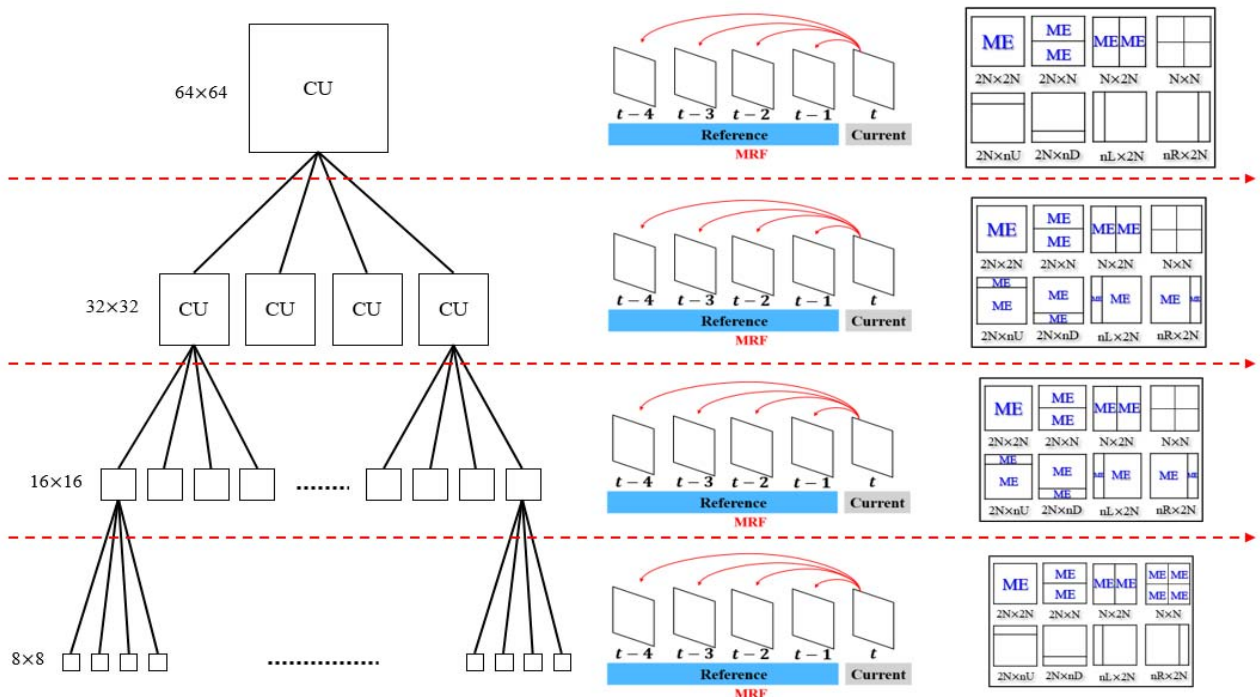 64×64
CU
t − 4 t − 3 t − 2 t − 1 t
Reference Current
MRF
ME ME ME ME
ME
2N×2N 2N×N N×2N N×N
2N×nU 2N×nD nL×2N nR×2N
32×32
CU CU CU CU
t − 4 t − 3 t − 2 t − 1 t
Reference Current
MRF
ME ME ME ME
ME
2N×2N 2N×N N×2N N×N
ME ME ME ME ME ME
ME ME
2N×nU 2N×nD nL×2N nR×2N
16×16
........
t − 4 t − 3 t − 2 t − 1 t
Reference Current
MRF
ME ME ME ME
ME
2N×2N 2N×N N×2N N×N
ME ME ME ME ME ME
ME ME
2N×nU 2N×nD nL×2N nR×2N
8×8
................
t − 4 t − 3 t − 2 t − 1 t
Reference Current
MRF
ME ME ME ME ME ME
ME ME ME
2N×2N 2N×N N×2N N×N
2N×nU 2N×nD nL×2N nR×2N